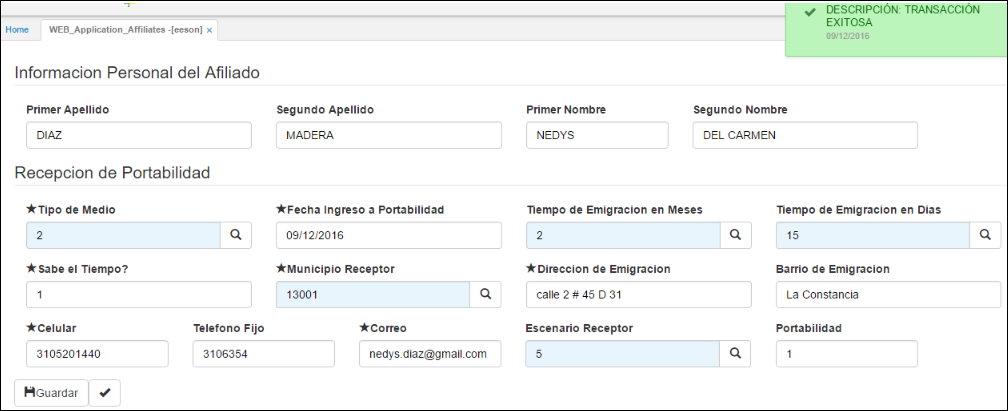 DESCRIPCIÓN: TRANSACCIÓN
EXITOSA
09/12/2016
Home WEB_Application_Affiliates -[eeson] ×
Informacion Personal del Afiliado
Primer Apellido Segundo Apellido Primer Nombre Segundo Nombre
DIAZ MADERA NEDYS DEL CARMEN
Recepcion de Portabilidad
★Tipo de Medio ★Fecha Ingreso a Portabilidad Tiempo de Emigracion en Meses Tiempo de Emigracion en Dias
2 09/12/2016 2 15
★Sabe el Tiempo? ★Municipio Receptor ★Direccion de Emigracion Barrio de Emigracion
1 13001 calle 2 # 45 D 31 La Constancia
★Celular Telefono Fijo ★Correo Escenario Receptor Portabilidad
3105201440 3106354 nedys.diaz@gmail.com 5 1
Guardar